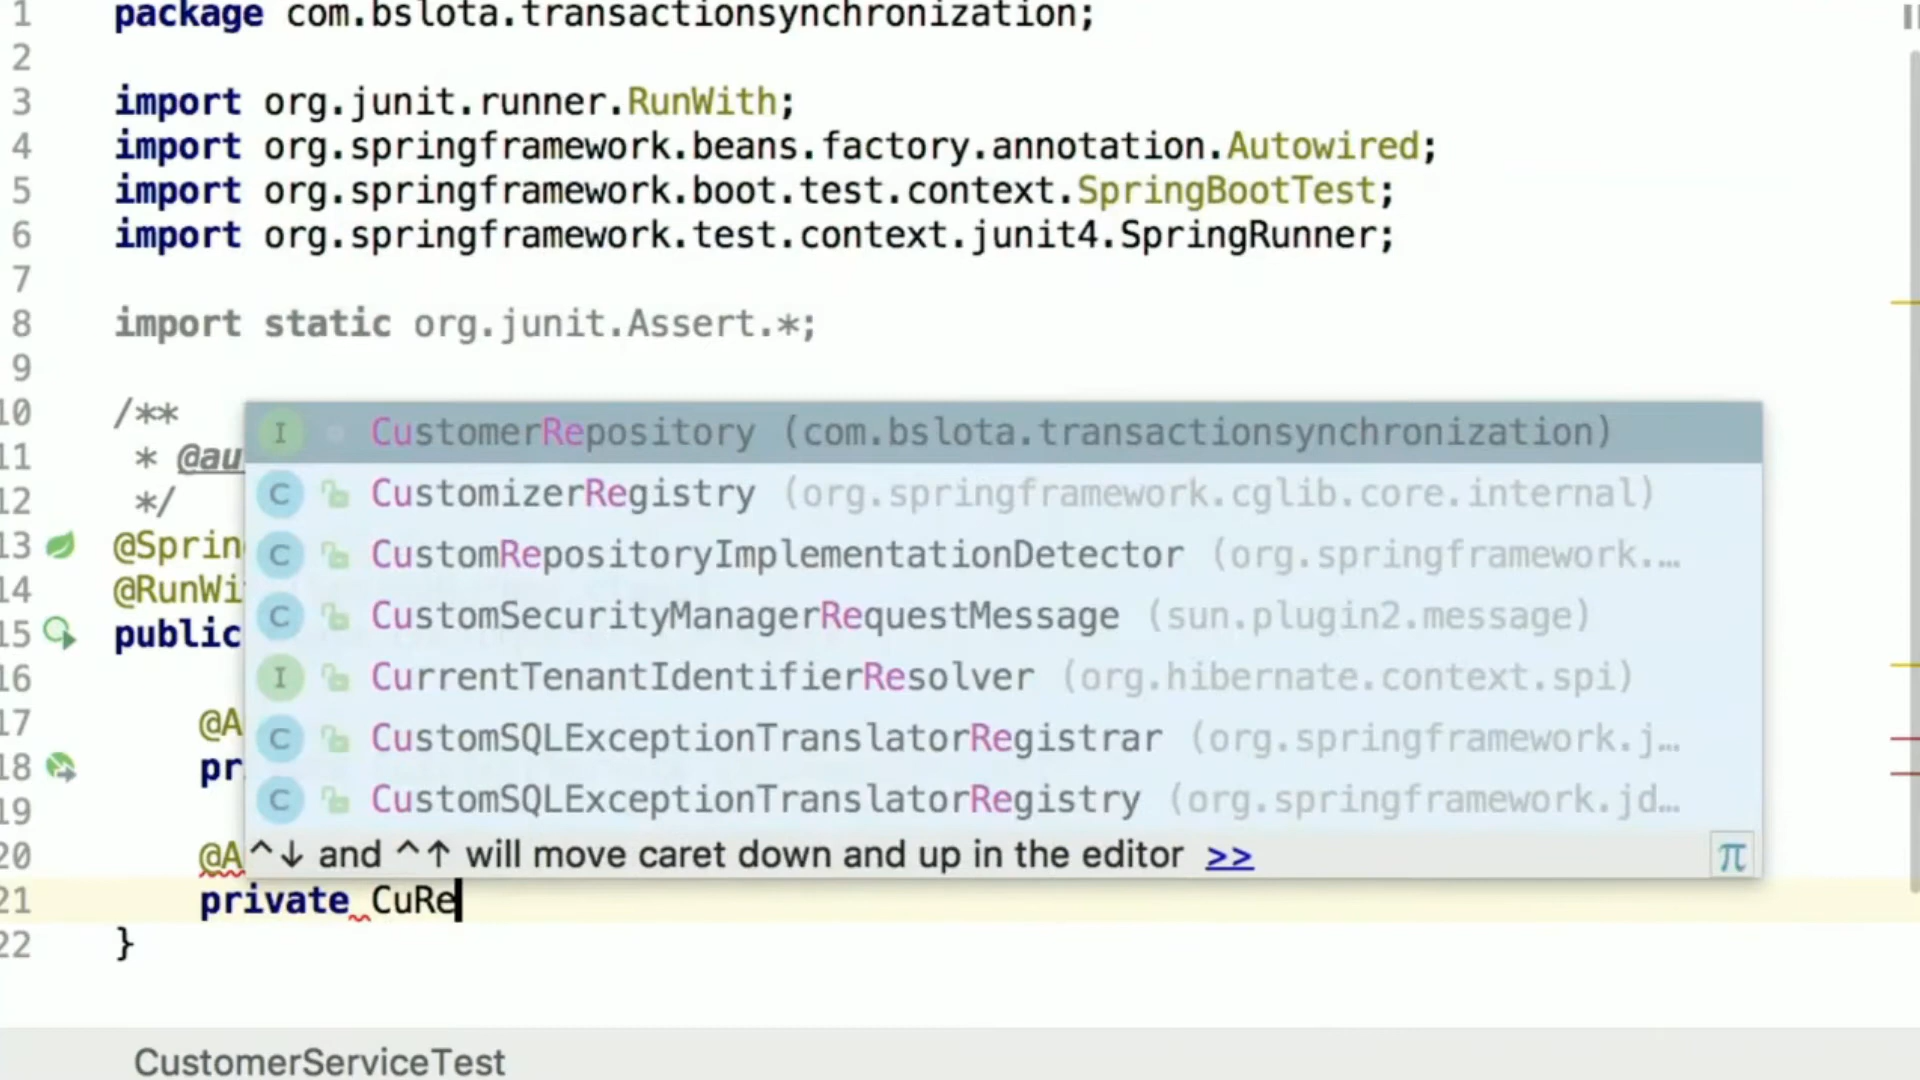 1 package com.bslota.transactionsynchronization;
2
3 import org.junit.runner.RunWith;
4 import org.springframework.beans.factory.annotation.Autowired;
5 import org.springframework.boot.test.context.SpringBootTest;
6 import org.springframework.test.context.junit4.SpringRunner;
7
8 import static org.junit.Assert.*;
9
10 /**
11 * @au
12 */
13 @Sprin
14 @RunWi
15 public
16
17 @A
18 pri
19
20 @A
21 private CuRe
22 }
I CustomerRepository (com.bslota.transactionsynchronization)
C CustomizerRegistry (org.springframework.cglib.core.internal)
C CustomRepositoryImplementationDetector (org.springframework.…
C CustomSecurityManagerRequestMessage (sun.plugin2.message)
I CurrentTenantIdentifierResolver (org.hibernate.context.spi)
C CustomSQLExceptionTranslatorRegistrar (org.springframework.j…
C CustomSQLExceptionTranslatorRegistry (org.springframework.jd…
^↓ and ^↑ will move caret down and up in the editor >> π
CustomerServiceTest